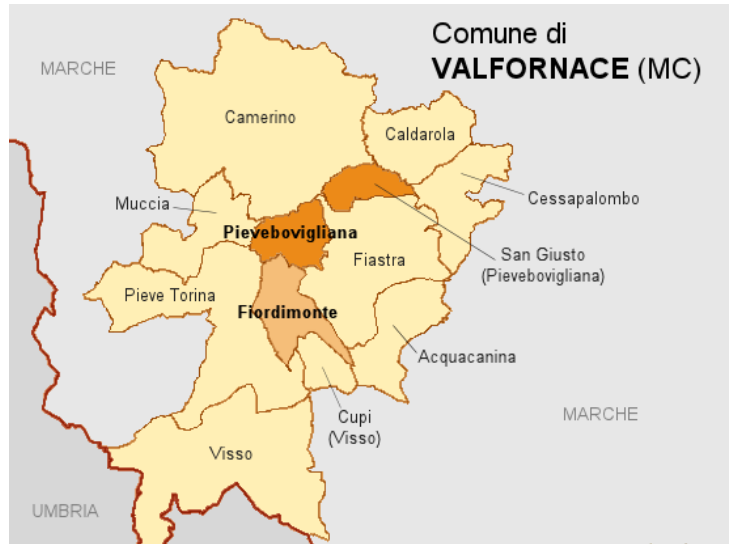 Comune di
VALFORNACE (MC)
MARCHE
Camerino
Caldarola
Cessapalombo
Muccia
Pievebovigliana
San Giusto
(Pievebovigliana)
Fiastra
Pieve Torina
Fiordimonte
Acquacanina
Cupi
(Visso)
MARCHE
Visso
UMBRIA